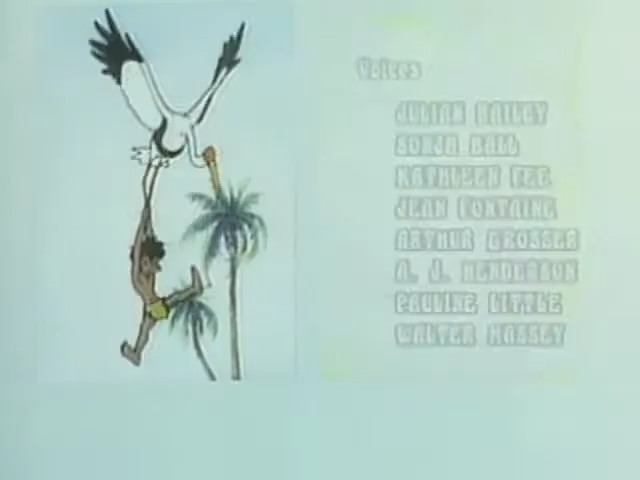 Voices
JULIAN BAILEY
SONJA BALL
KATHLEEN FEE
JEAN FONTAINE
ARTHUR GROSSER
A. J. HENDERSON
PAULINE LITTLE
WALTER MASSEY